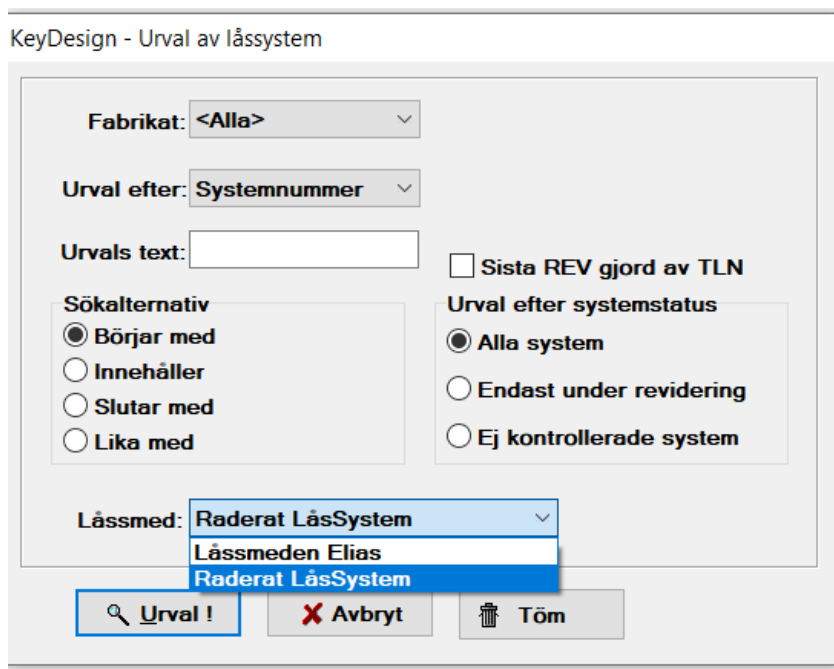 KeyDesign - Urval av låssystem
Fabrikat: <Alla>
Urval efter: Systemnummer
Urvals text:
Sista REV gjord av TLN
Sökalternativ
Börjar med
Innehåller
Slutar med
Lika med
Urval efter systemstatus
Alla system
Endast under revidering
Ej kontrollerade system
Låssmed: Raderat LåsSystem
Låssmeden Elias
Raderat LåsSystem
Urval !
Avbryt
Töm